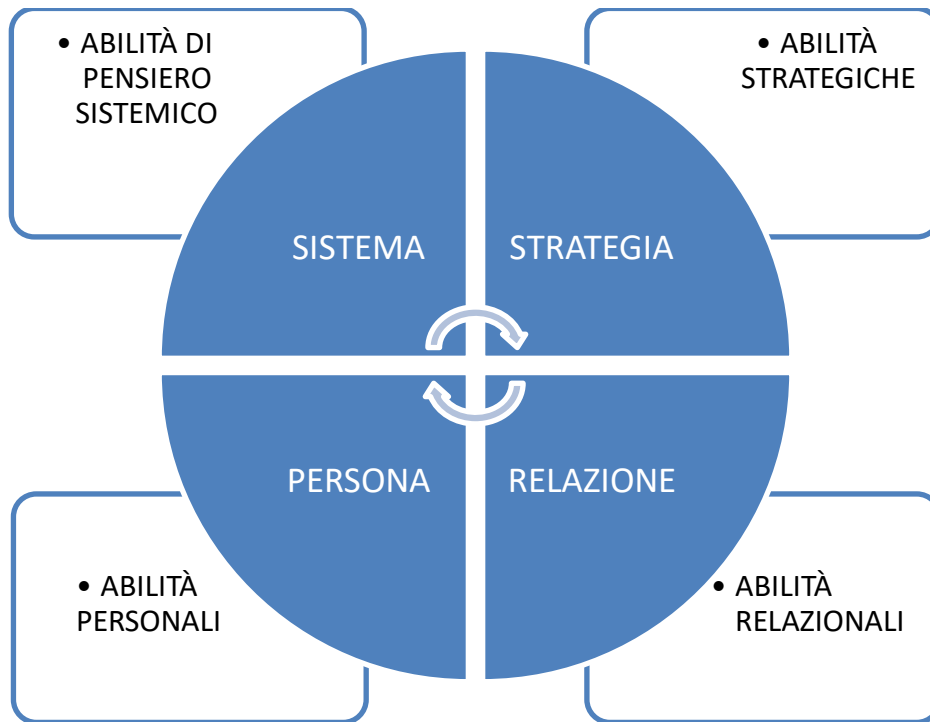 • ABILITÀ DI
PENSIERO
SISTEMICO
• ABILITÀ
STRATEGICHE
SISTEMA
STRATEGIA
PERSONA
RELAZIONE
• ABILITÀ
PERSONALI
• ABILITÀ
RELAZIONALI